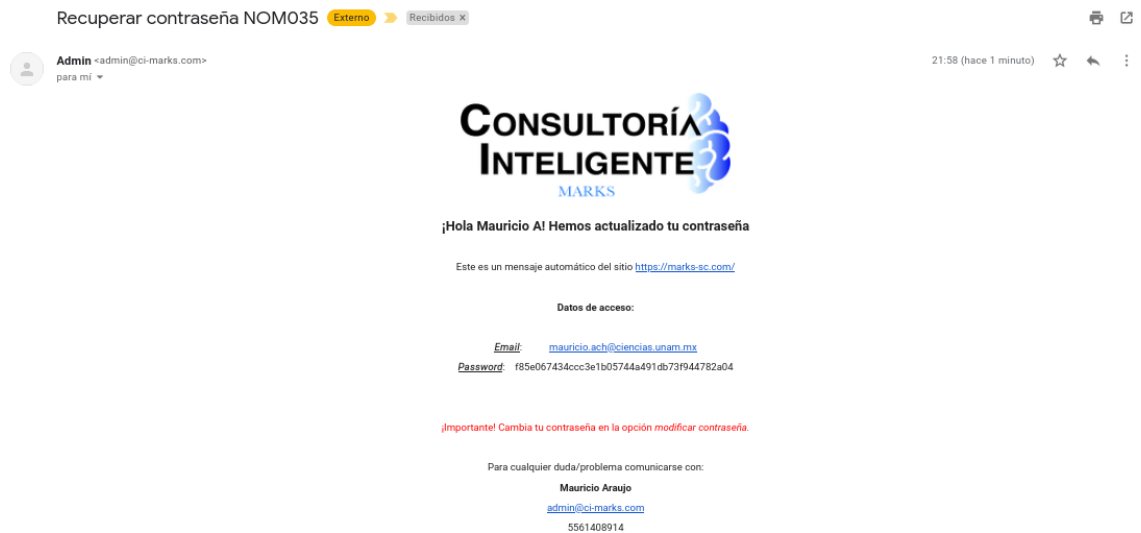 Recuperar contraseña NOM035 Externo Recibidos ×
Admin <admin@ci-marks.com> 21:58 (hace 1 minuto)
para mí
CONSULTORÍA
INTELIGENTE
MARKS
¡Hola Mauricio A! Hemos actualizado tu contraseña
Este es un mensaje automático del sitio https://marks-sc.com/
Datos de acceso:
Email: mauricio.ach@ciencias.unam.mx
Password: f85e067434ccc3e1b05744a491db73f944782a04
¡Importante! Cambia tu contraseña en la opción modificar contraseña.
Para cualquier duda/problema comunicarse con:
Mauricio Araujo
admin@ci-marks.com
5561408914